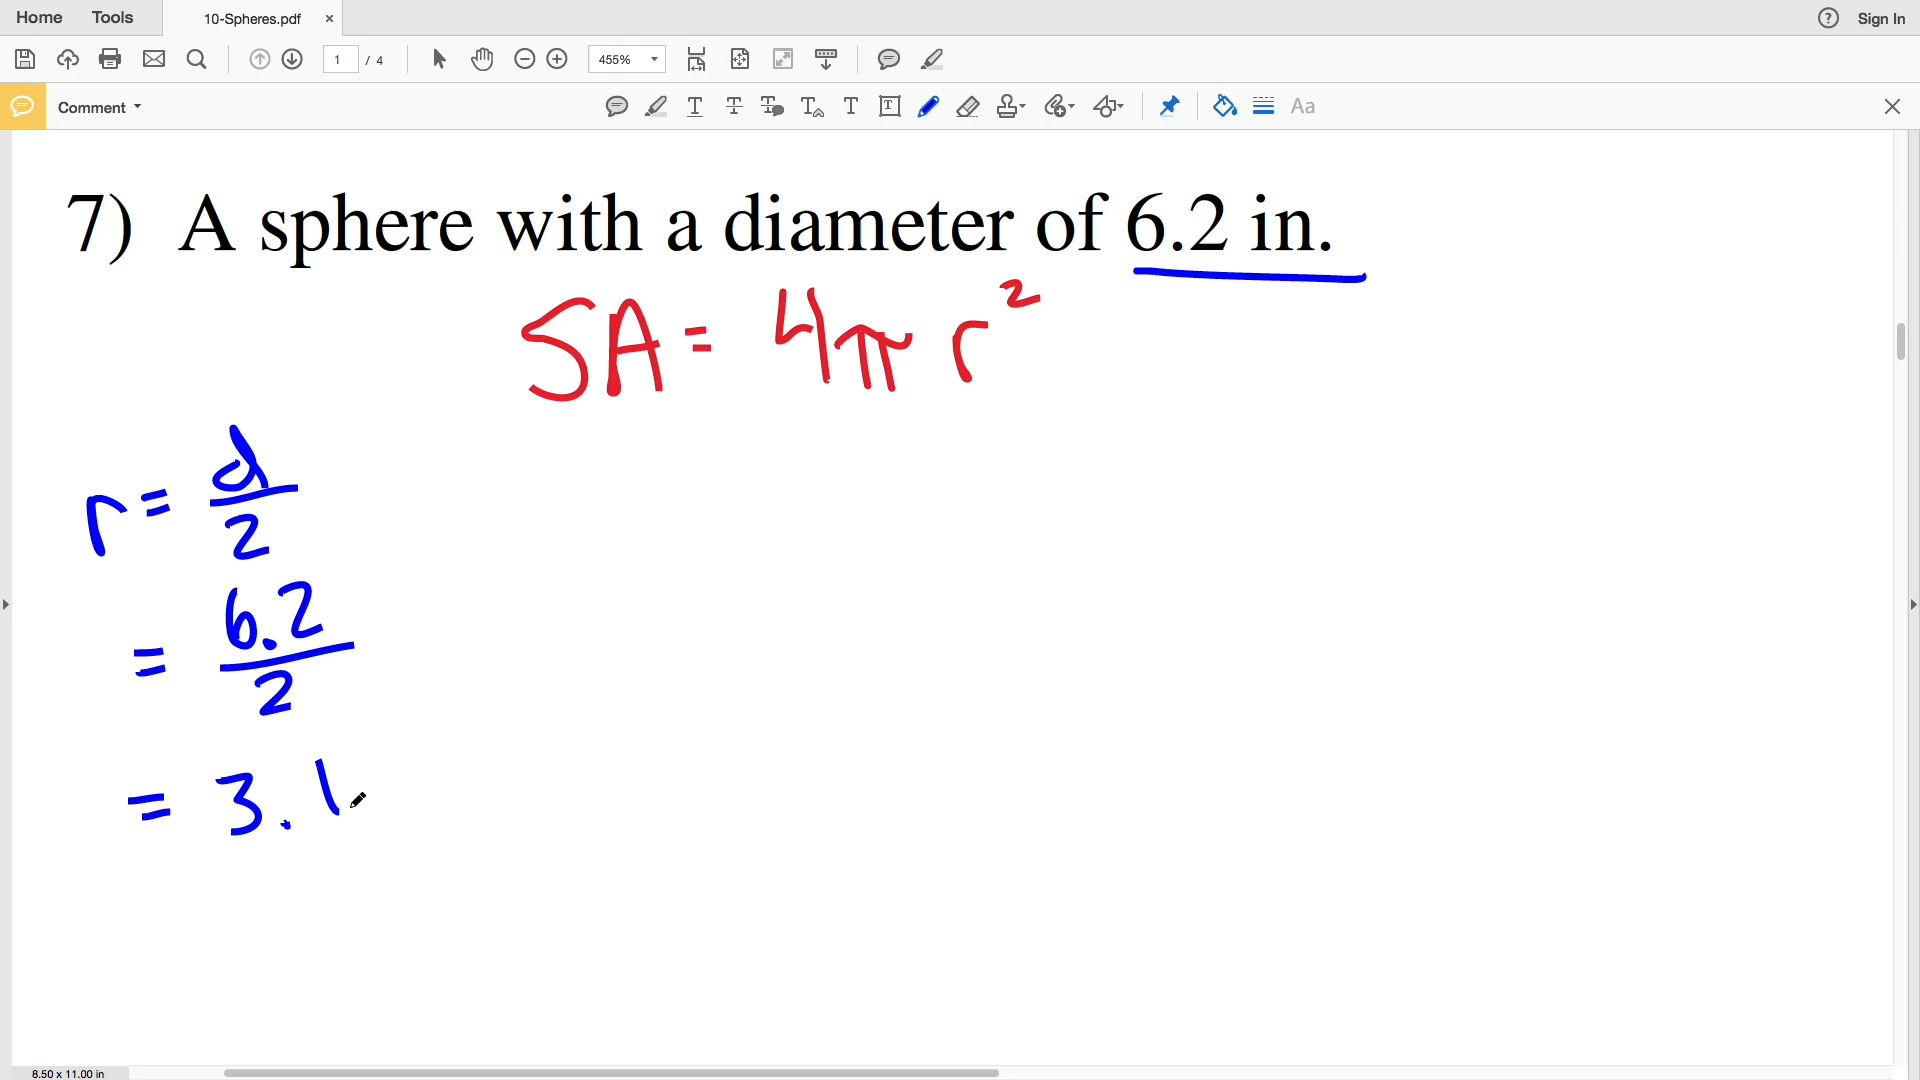 Home Tools 10-Spheres.pdf × ? Sign In
1 / 4 455%
Comment T T T T T T Aa
7) A sphere with a diameter of 6.2 in.
SA = 4π r²
r = d/2
= 6.2/2
= 3.1
8.50 x 11.00 in